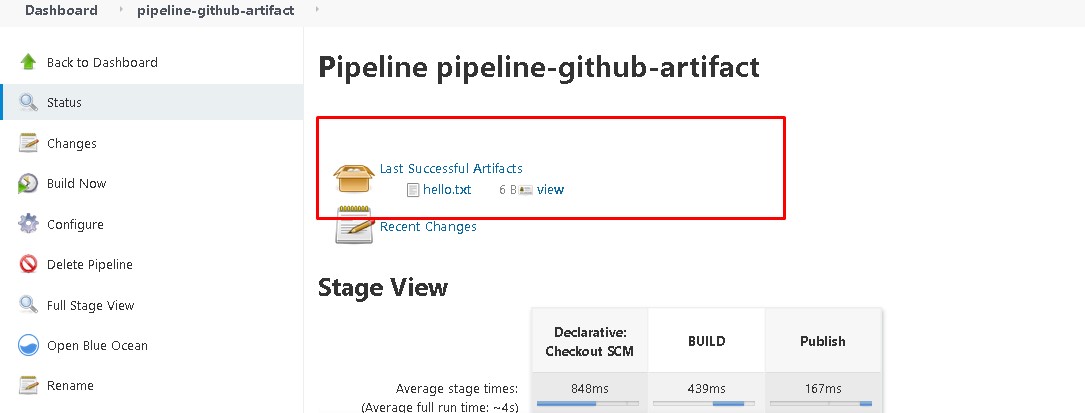 Dashboard pipeline-github-artifact
Back to Dashboard
Status
Changes
Build Now
Configure
Delete Pipeline
Full Stage View
Open Blue Ocean
Rename
Pipeline pipeline-github-artifact
Last Successful Artifacts
hello.txt 6 B view
Recent Changes
Stage View
Declarative:
Checkout SCM
BUILD
Publish
Average stage times:
(Average full run time: ~4s)
848ms
439ms
167ms